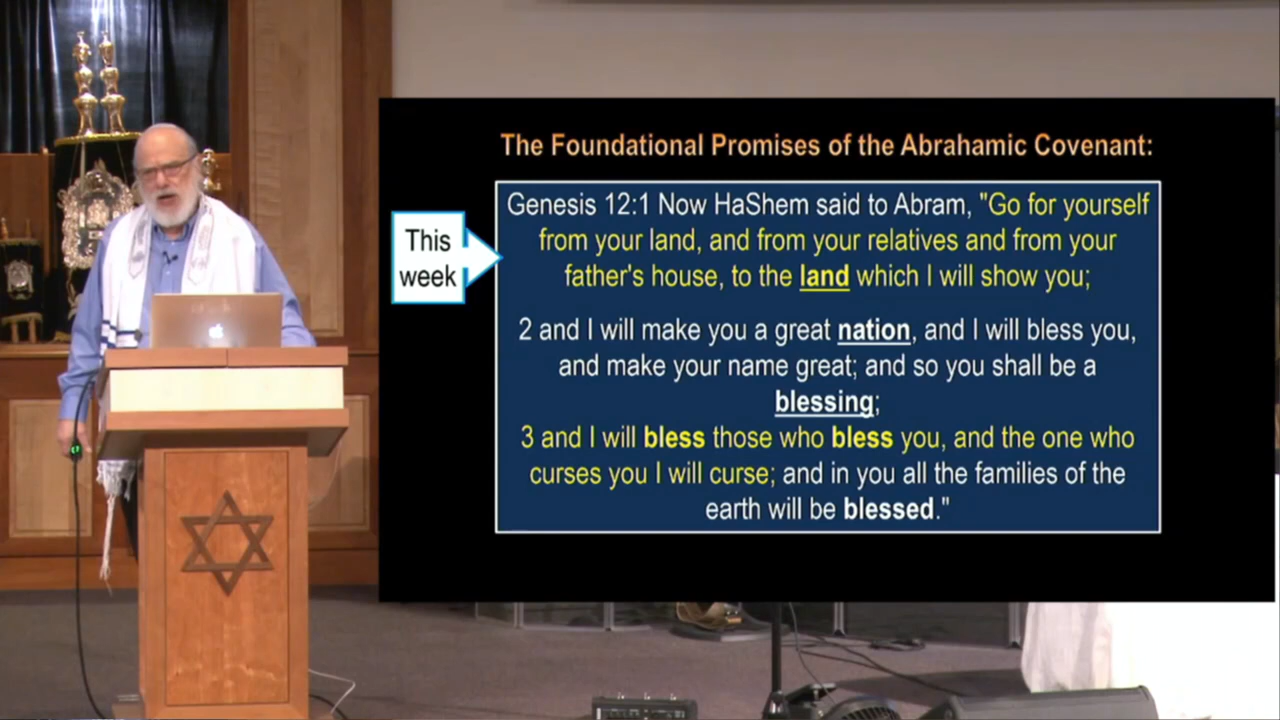 The Foundational Promises of the Abrahamic Covenant:
This
week
Genesis 12:1 Now HaShem said to Abram, "Go for yourself
from your land, and from your relatives and from your
father's house, to the land which I will show you;
2 and I will make you a great nation, and I will bless you,
and make your name great; and so you shall be a
blessing;
3 and I will bless those who bless you, and the one who
curses you I will curse; and in you all the families of the
earth will be blessed."